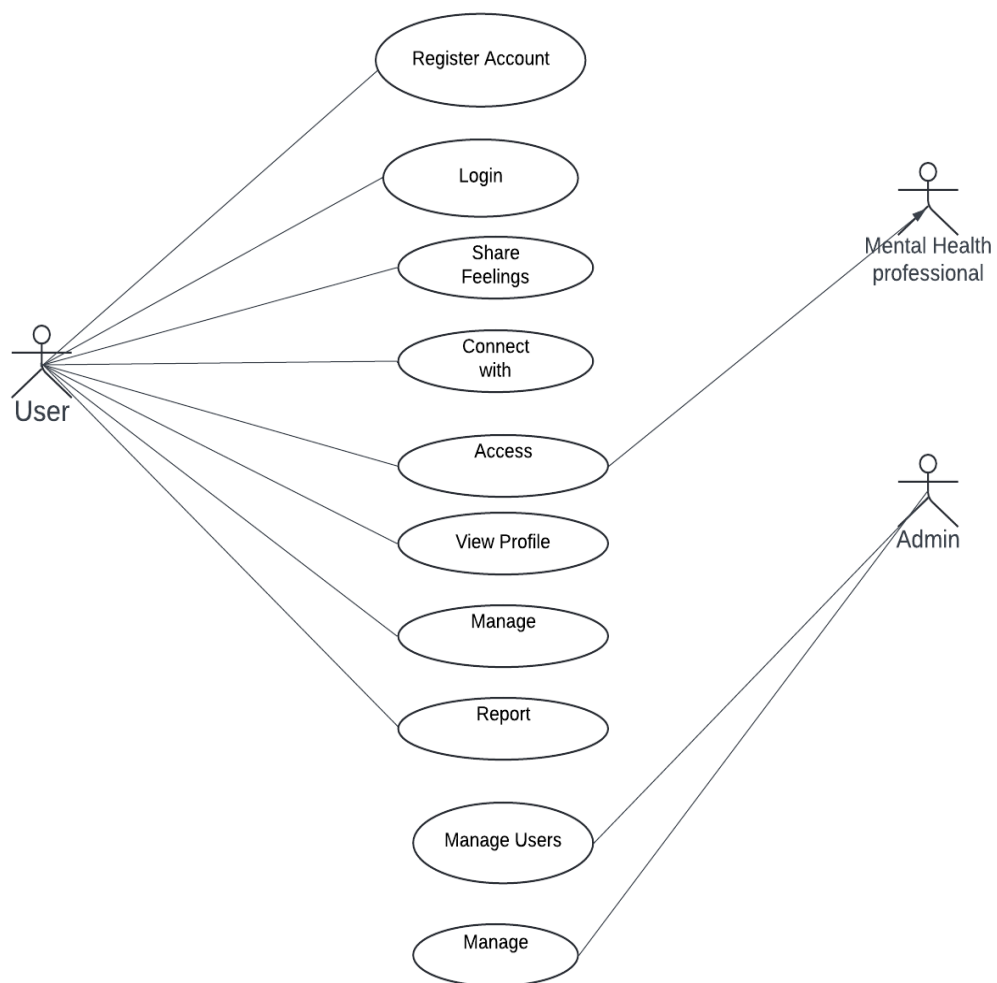 Register Account
Login
Share
Feelings
Mental Health
professional
Connect
with
User
Access
Admin
View Profile
Manage
Report
Manage Users
Manage